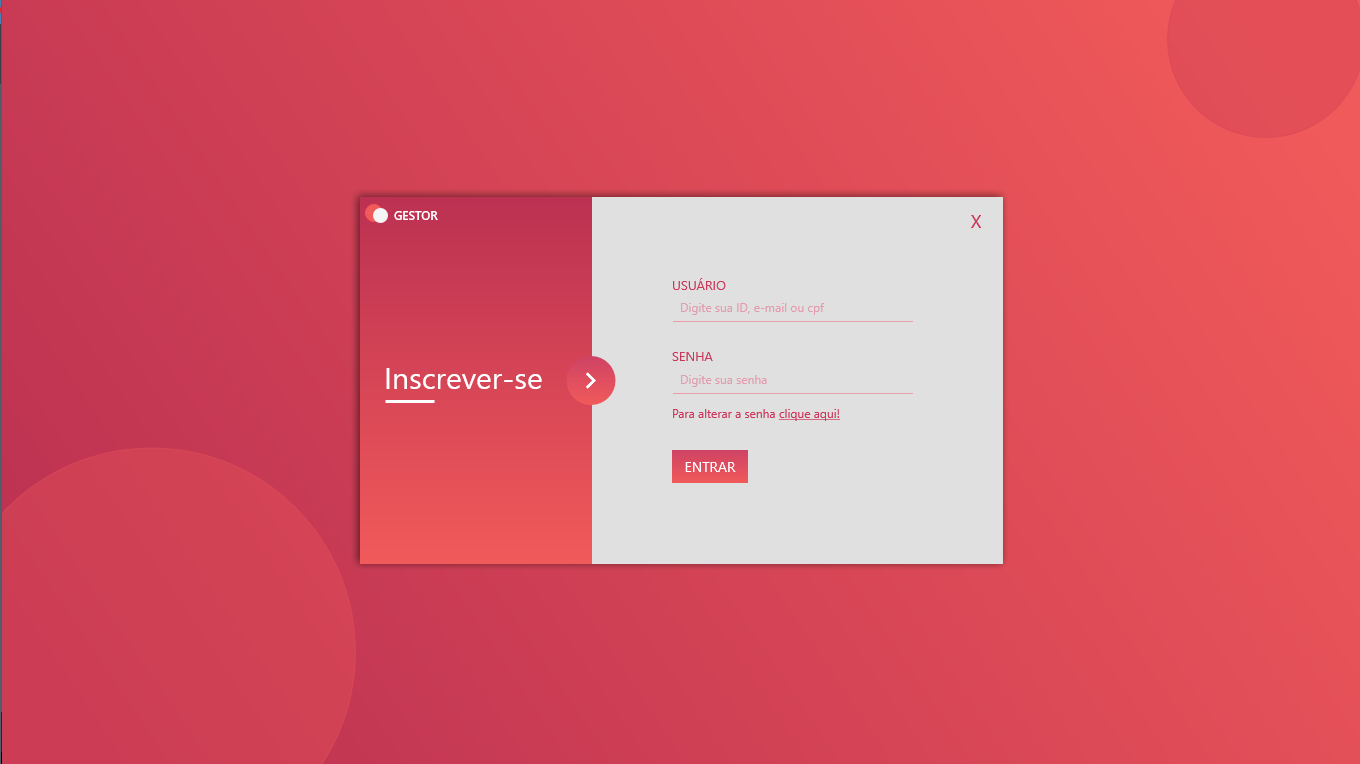 GESTOR
X
Inscrever-se
USUÁRIO
Digite sua ID, e-mail ou cpf
SENHA
Digite sua senha
Para alterar a senha clique aqui!
ENTRAR